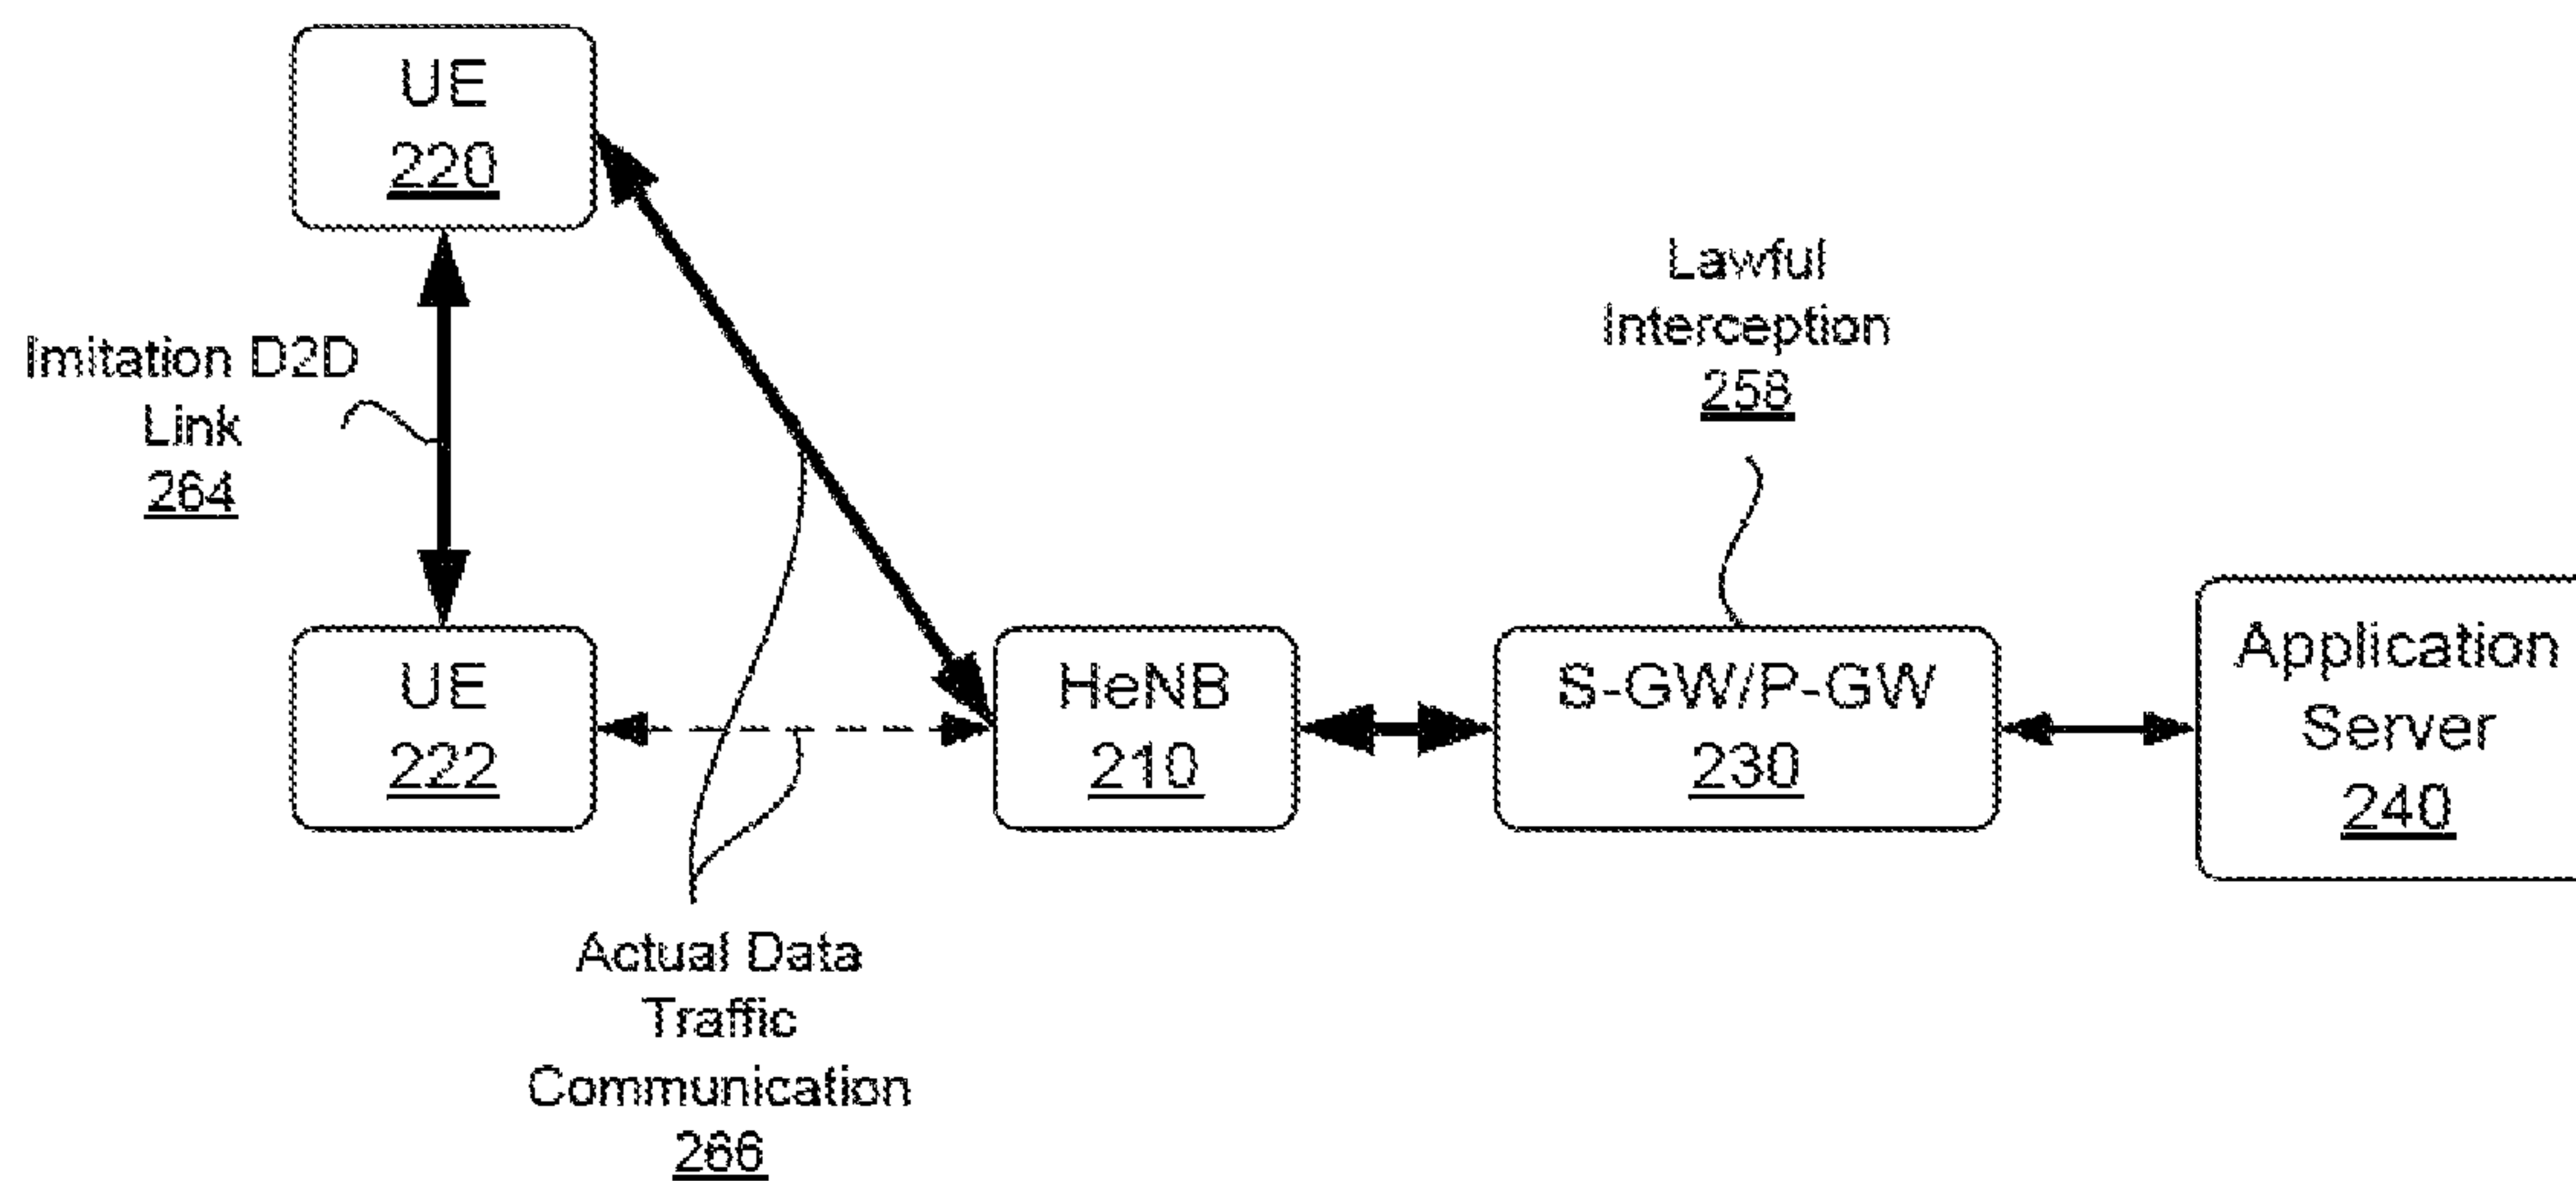 UE
220
Lawful
Interception
258
Imitation D2D
Link
264
UE
222
HeNB
210
S-GW/P-GW
230
Application
Server
240
Actual Data
Traffic
Communication
266